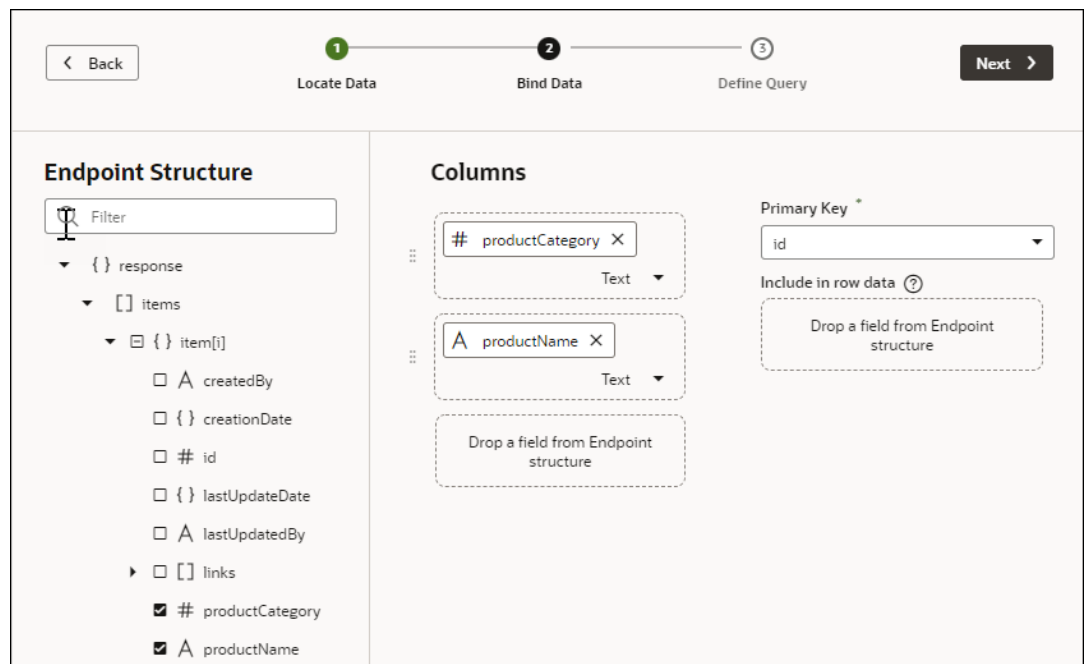 Back
1
2
3
Next
Locate Data
Bind Data
Define Query
Endpoint Structure
Filter
{ } response
[ ] items
{ } item[i]
A createdBy
{ } creationDate
# id
{ } lastUpdateDate
A lastUpdatedBy
[ ] links
# productCategory
A productName
Columns
# productCategory
Text
A productName
Text
Drop a field from Endpoint
structure
Primary Key *
id
Include in row data ?
Drop a field from Endpoint
structure